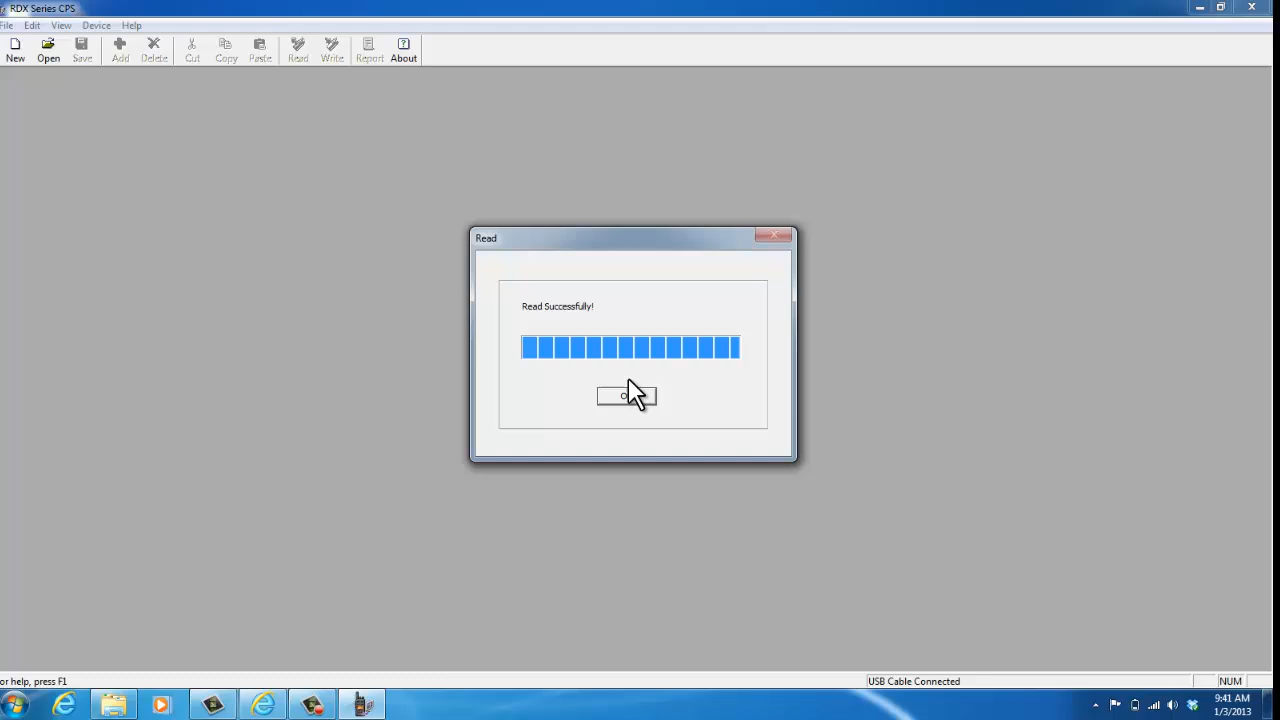 RDX Series CPS
File Edit View Device Help
New Open Save Add Delete Cut Copy Paste Read Write Report About
Read
Read Successfully!
or help, press F1
USB Cable Connected
NUM
9:41 AM
1/3/2013